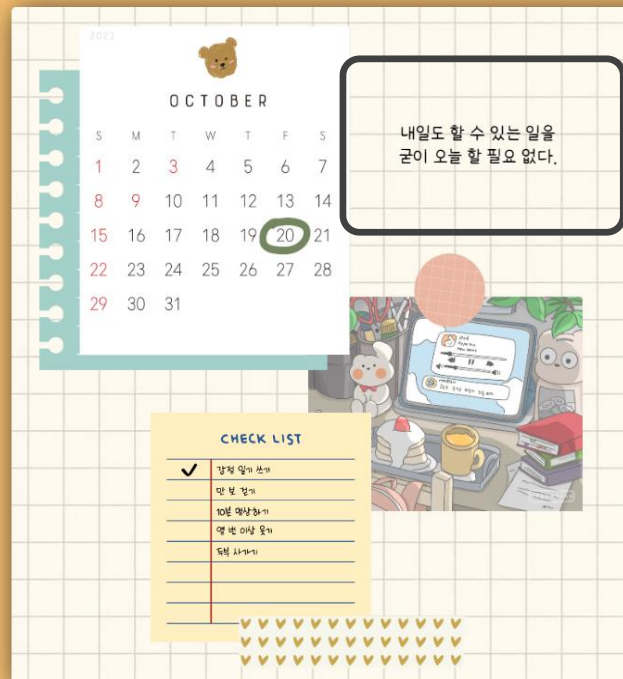 2023
OCTOBER
S M T W T F S
1 2 3 4 5 6 7
8 9 10 11 12 13 14
15 16 17 18 19 20 21
22 23 24 25 26 27 28
29 30 31
내일도 할 수 있는 일을
굳이 오늘 할 필요 없다.
CHECK LIST
✓ 감정 일기 쓰기
만 보 걷기
10분 명상하기
열 번 이상 웃기
두부 사가기